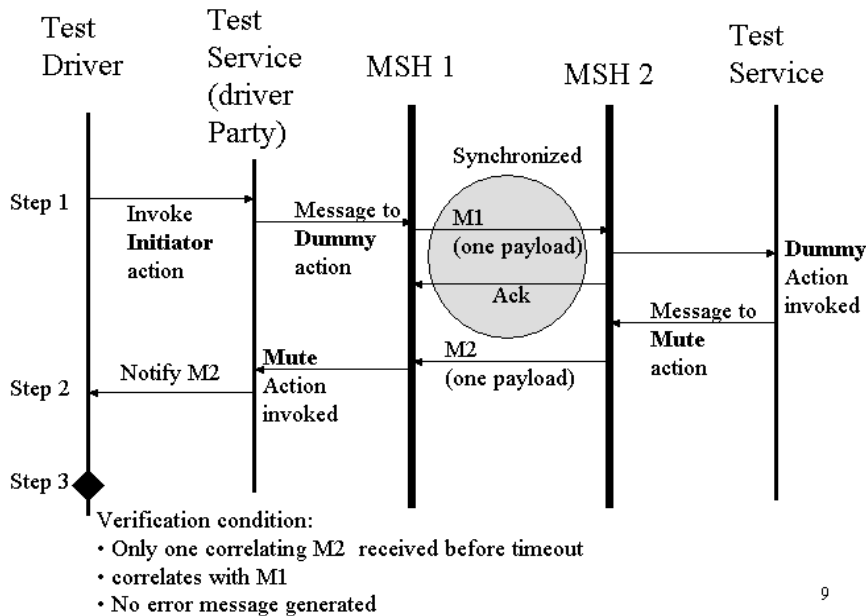 Test
Driver
Test
Service
(driver
Party)
MSH 1
MSH 2
Test
Service
Synchronized
Step 1
Invoke
Initiator
action
Message to
Dummy
action
M1
(one payload)
Dummy
Action
invoked
Ack
Message to
Mute
action
M2
(one payload)
Mute
Action
invoked
Step 2
Notify M2
Step 3
Verification condition:
• Only one correlating M2 received before timeout
• correlates with M1
• No error message generated
9